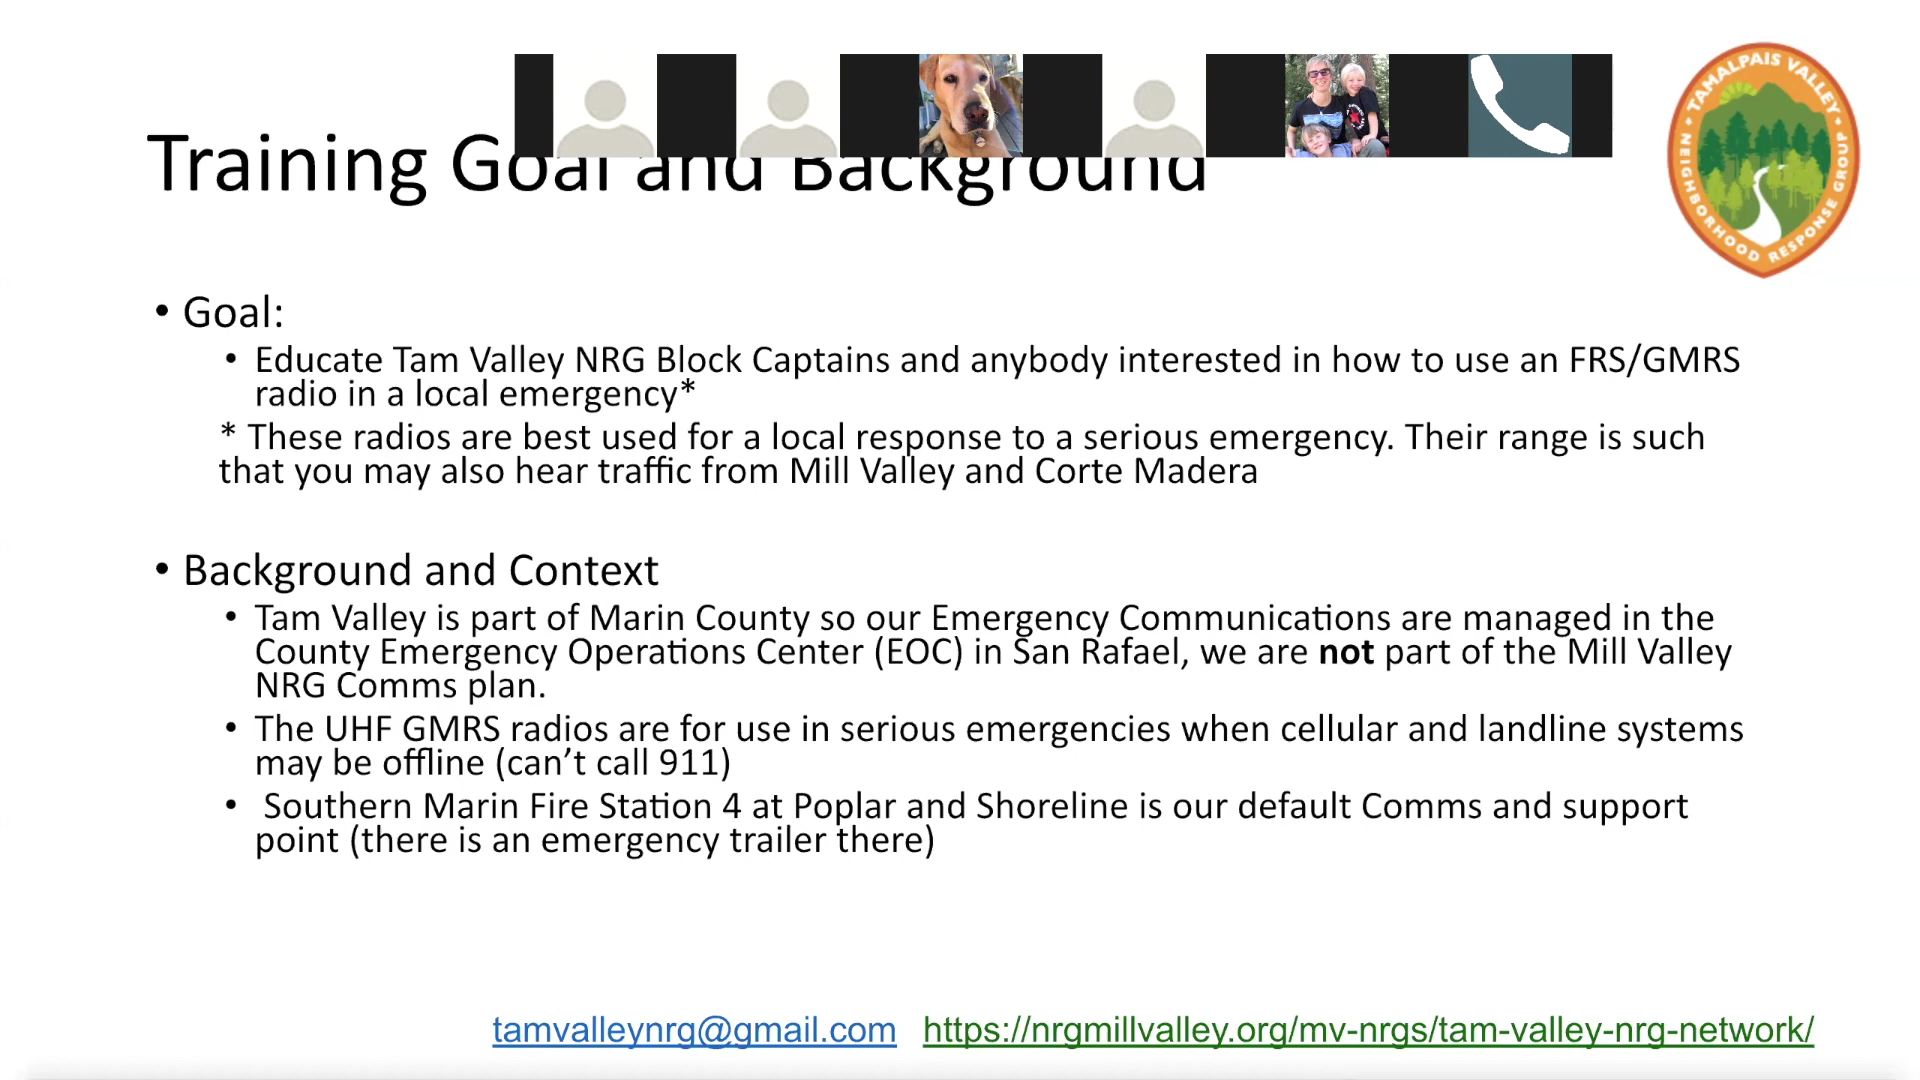 TAMALPAIS VALLEY
NEIGHBORHOOD RESPONSE GROUP
Training Goal and Background
• Goal:
• Educate Tam Valley NRG Block Captains and anybody interested in how to use an FRS/GMRS
radio in a local emergency*
* These radios are best used for a local response to a serious emergency. Their range is such
that you may also hear traffic from Mill Valley and Corte Madera
• Background and Context
• Tam Valley is part of Marin County so our Emergency Communications are managed in the
County Emergency Operations Center (EOC) in San Rafael, we are not part of the Mill Valley
NRG Comms plan.
• The UHF GMRS radios are for use in serious emergencies when cellular and landline systems
may be offline (can’t call 911)
• Southern Marin Fire Station 4 at Poplar and Shoreline is our default Comms and support
point (there is an emergency trailer there)
tamvalleynrg@gmail.com https://nrgmillvalley.org/mv-nrgs/tam-valley-nrg-network/